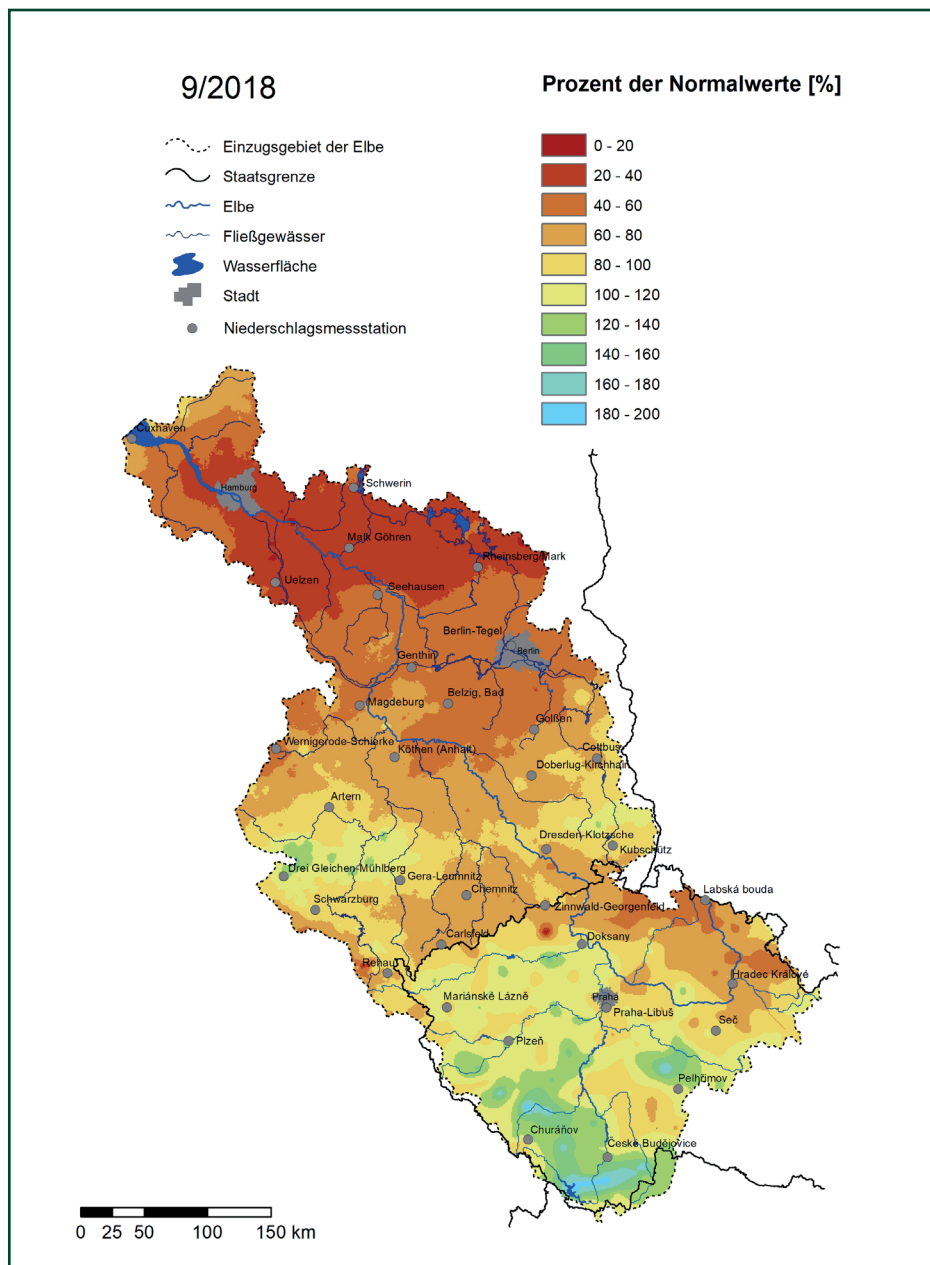 9/2018
Prozent der Normalwerte [%]
Einzugsgebiet der Elbe
Staatsgrenze
Elbe
Fließgewässer
Wasserfläche
Stadt
Niederschlagsmessstation
0 - 20
20 - 40
40 - 60
60 - 80
80 - 100
100 - 120
120 - 140
140 - 160
160 - 180
180 - 200
Cuxhaven
Hamburg
Schwerin
Malk Göhren
Rheinsberg/Mark
Uelzen
Seehausen
Berlin-Tegel
Berlin
Genthin
Belzig, Bad
Magdeburg
Golßen
Wernigerode-Schierke
Köthen (Anhalt)
Cottbus
Doberlug-Kirchhain
Artern
Dresden-Klotzsche
Kubschütz
Drei Gleichen-Mühlberg
Gera-Leumnitz
Chemnitz
Labská bouda
Schwarzburg
Zinnwald-Georgenfeld
Carlsfeld
Doksany
Rehau
Hradec Králové
Mariánské Lázně
Praha
Praha-Libuš
Seč
Plzeň
Pelhřimov
Churáňov
České Budějovice
0 25 50 100 150 km